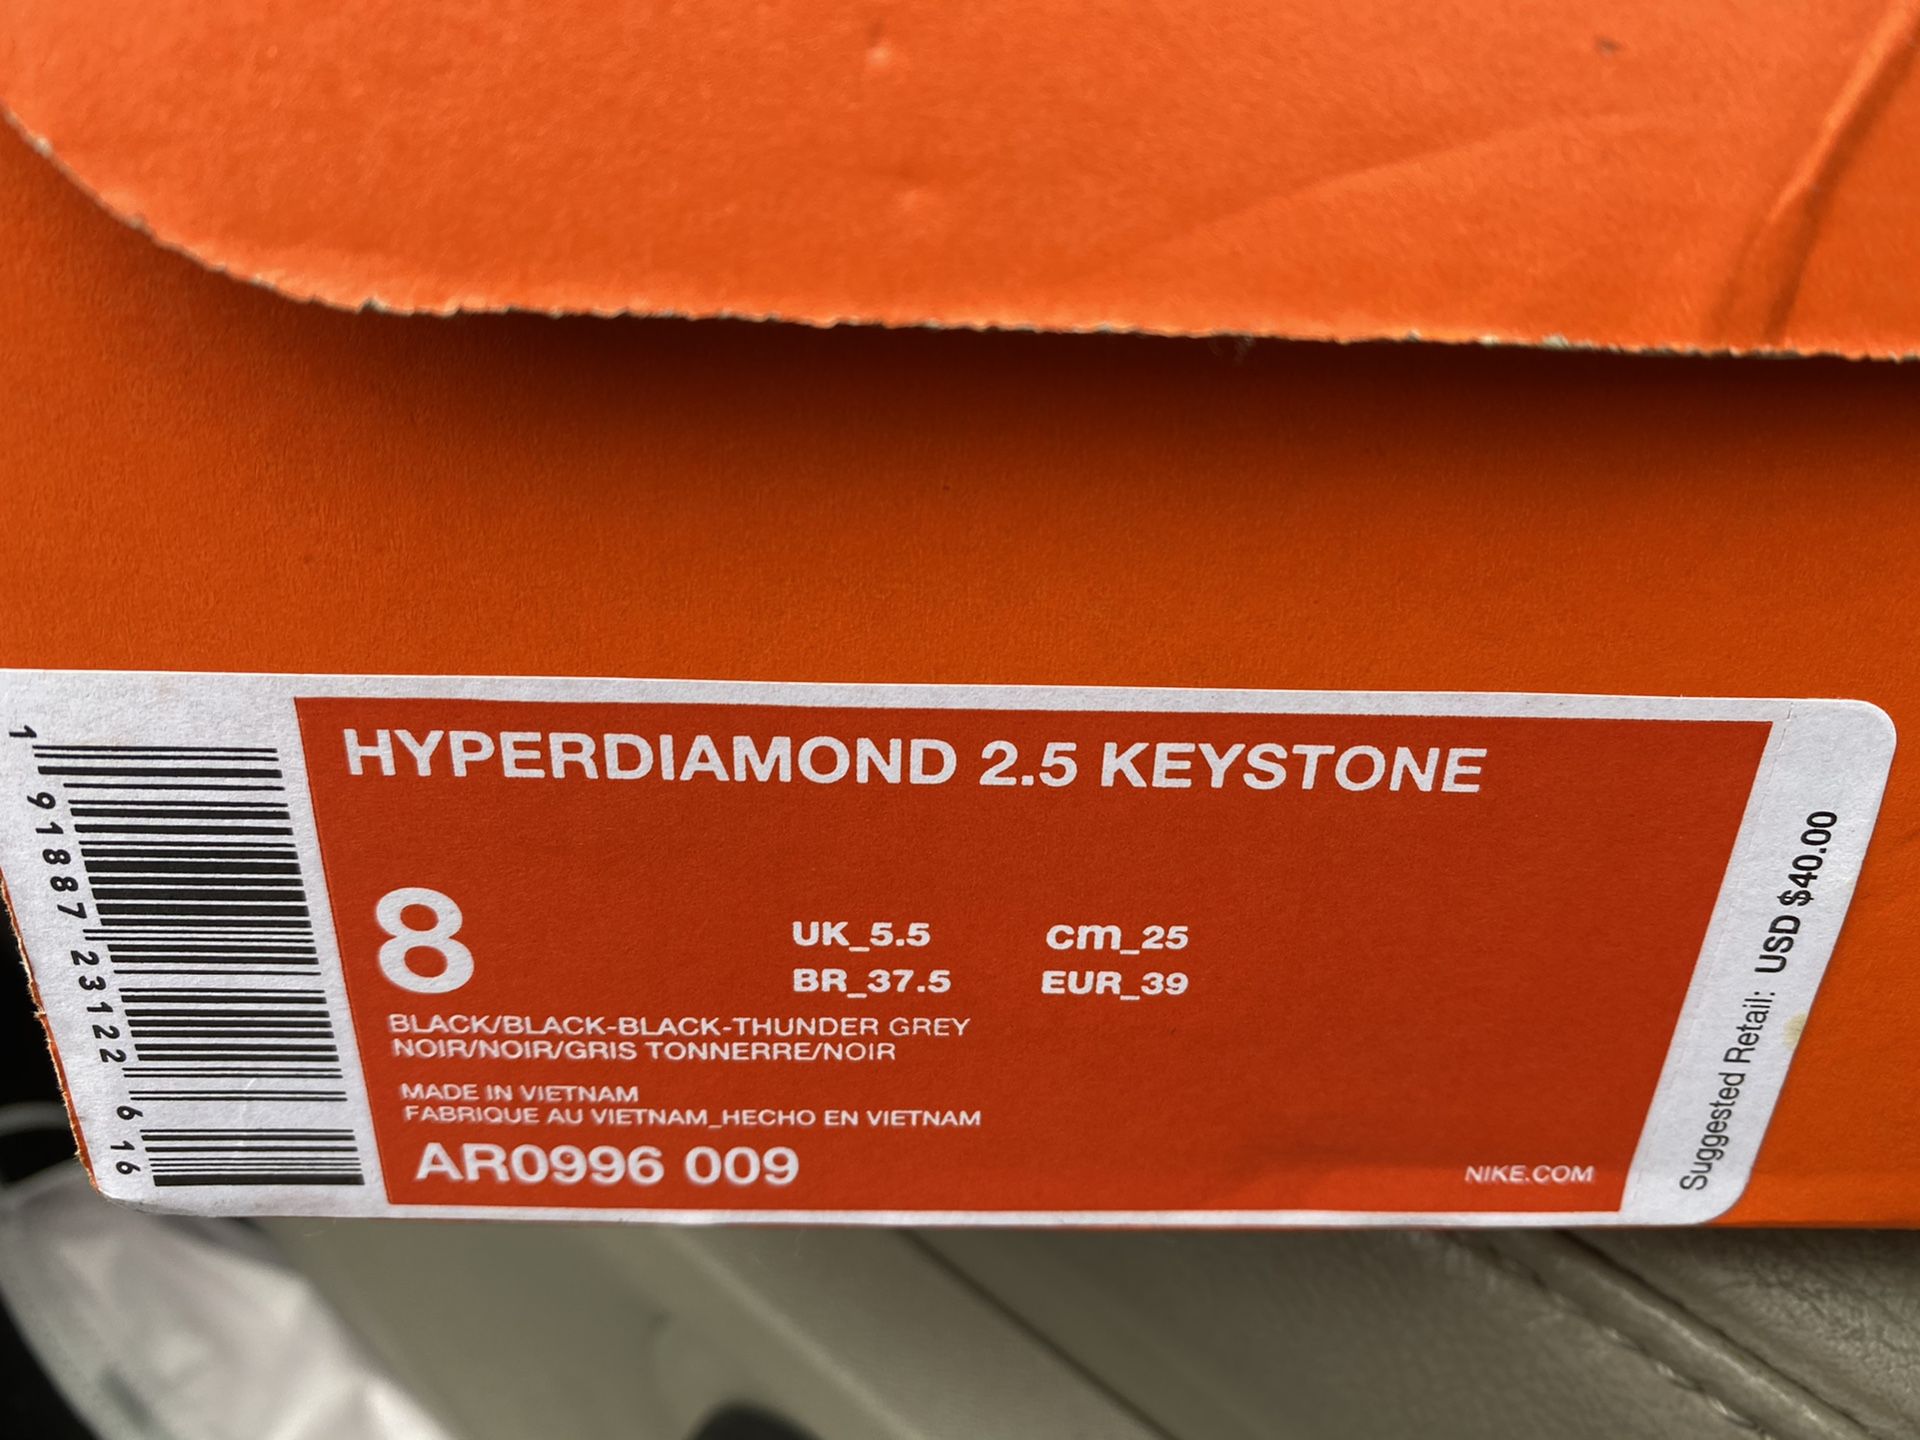 HYPERDIAMOND 2.5 KEYSTONE
8
UK_5.5
cm_25
BR_37.5
EUR_39
BLACK/BLACK-BLACK-THUNDER GREY
NOIR/NOIR/GRIS TONNERRE/NOIR
MADE IN VIETNAM
FABRIQUE AU VIETNAM_HECHO EN VIETNAM
AR0996 009
NIKE.COM
Suggested Retail: USD $40.00
1 91887 23122 6 16